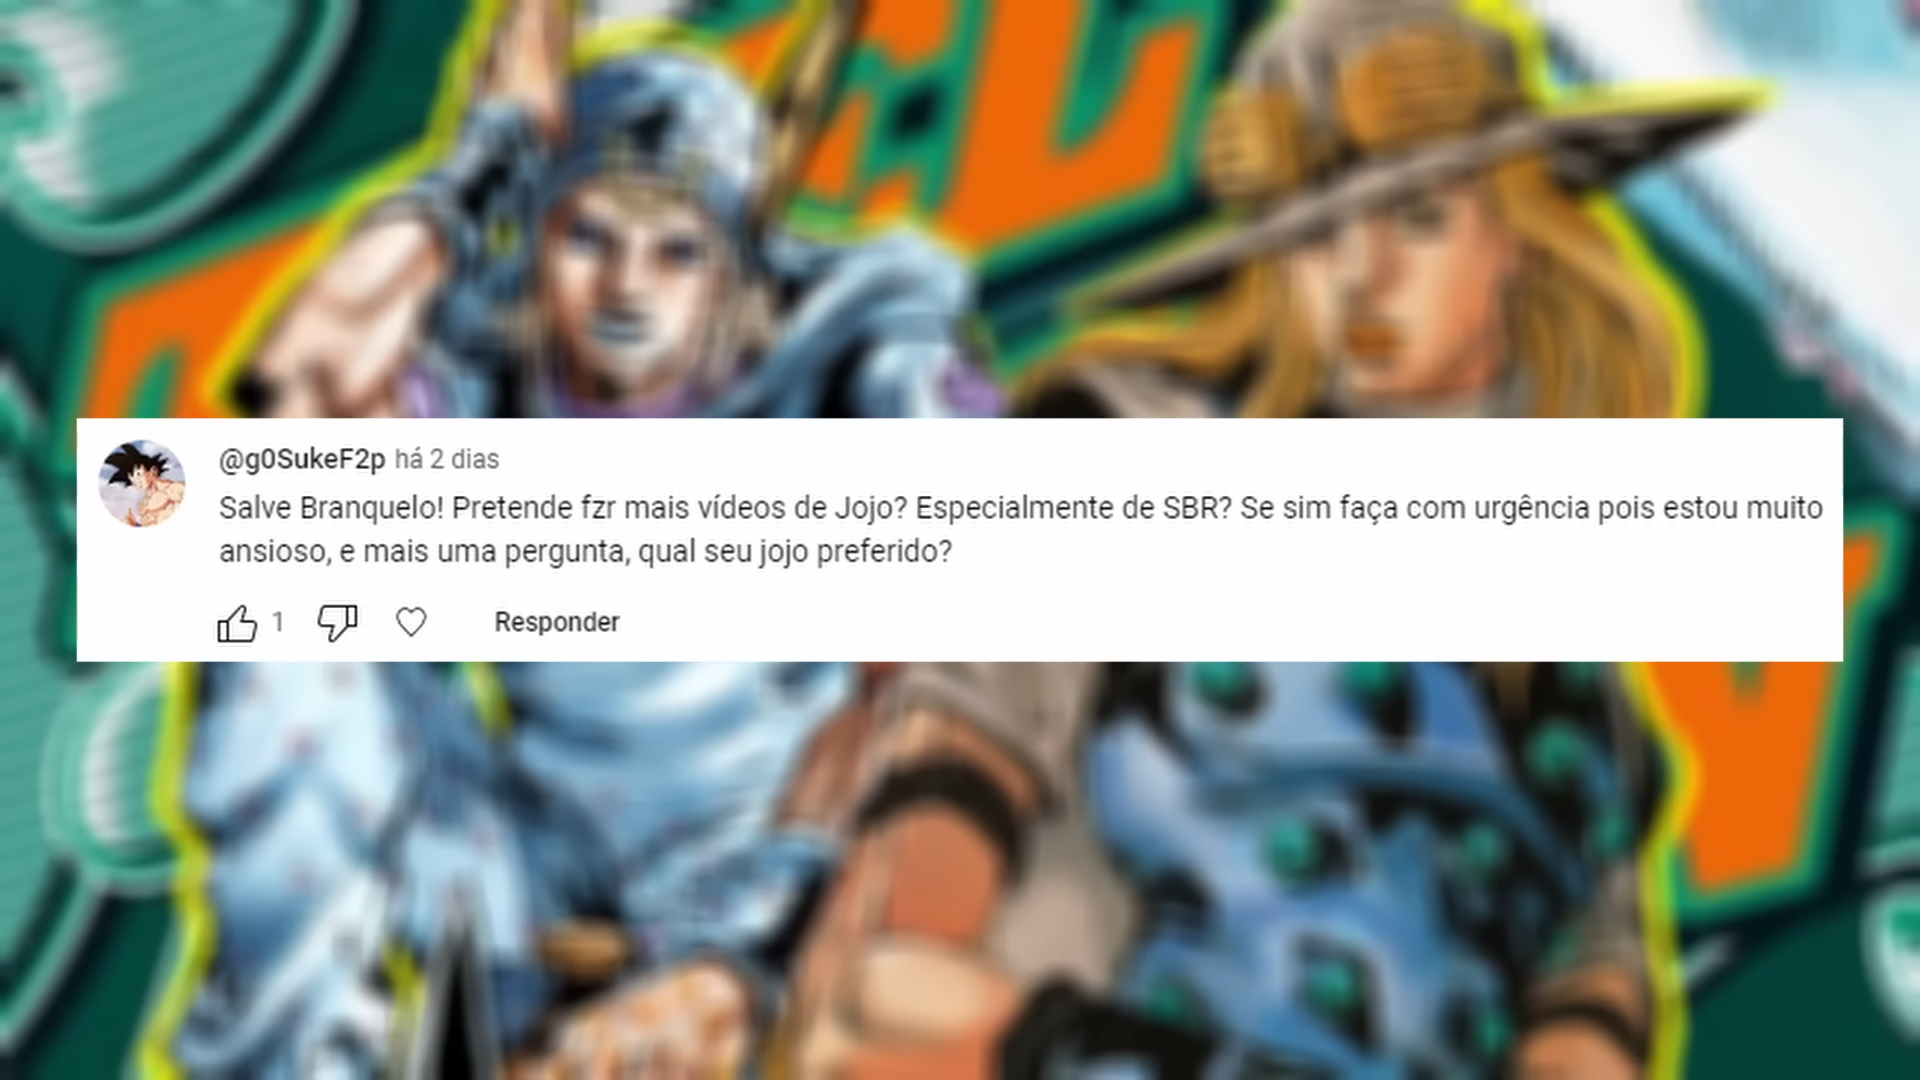 @g0SukeF2p há 2 dias
Salve Branquelo! Pretende fzr mais vídeos de Jojo? Especialmente de SBR? Se sim faça com urgência pois estou muito
ansioso, e mais uma pergunta, qual seu jojo preferido?
1 Responder